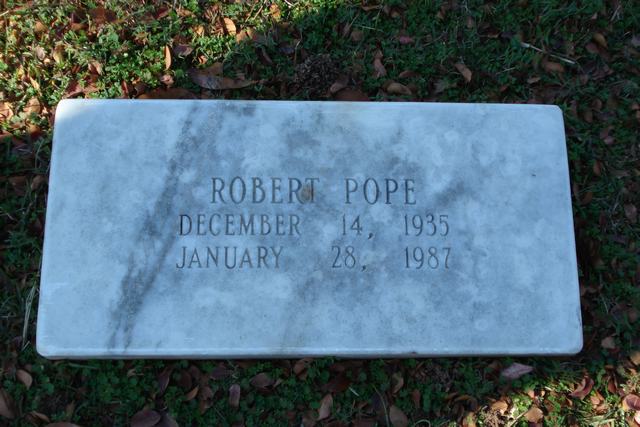 ROBERT POPE
DECEMBER 14, 1935
JANUARY 28, 1987